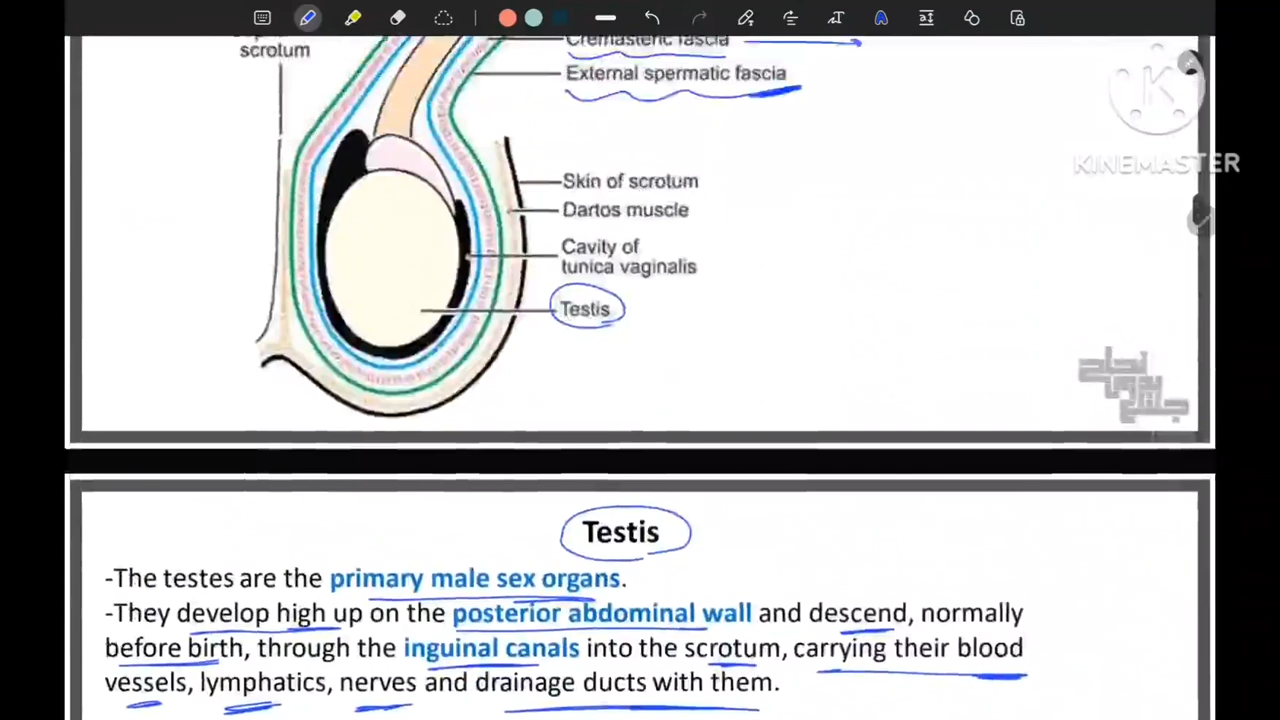 scrotum
Cremasteric fascia
External spermatic fascia
KINEMASTER
Skin of scrotum
Dartos muscle
Cavity of
tunica vaginalis
Testis
Testis
-The testes are the primary male sex organs.
-They develop high up on the posterior abdominal wall and descend, normally
before birth, through the inguinal canals into the scrotum, carrying their blood
vessels, lymphatics, nerves and drainage ducts with them.